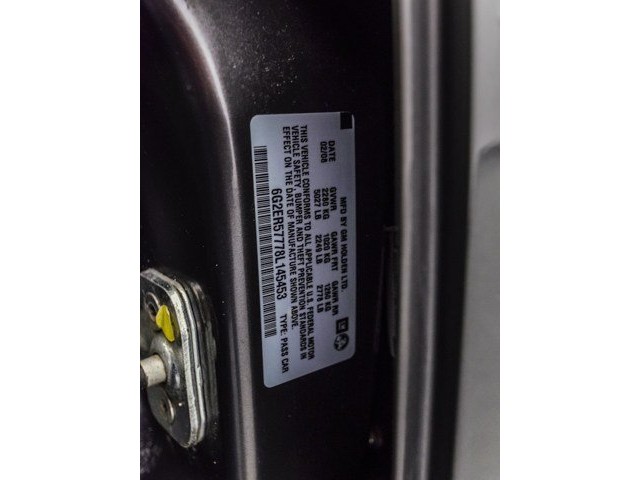 MFD BY GM HOLDEN LTD.
DATE GVWR GAWR FRT GAWR RR
02/08 2280 KG 1020 KG 1260 KG
5027 LB 2249 LB 2778 LB
THIS VEHICLE CONFORMS TO ALL APPLICABLE U.S. FEDERAL MOTOR
VEHICLE SAFETY, BUMPER AND THEFT PREVENTION STANDARDS IN
EFFECT ON THE DATE OF MANUFACTURE SHOWN ABOVE.
6G2ER57778L145453 TYPE: PASS CAR